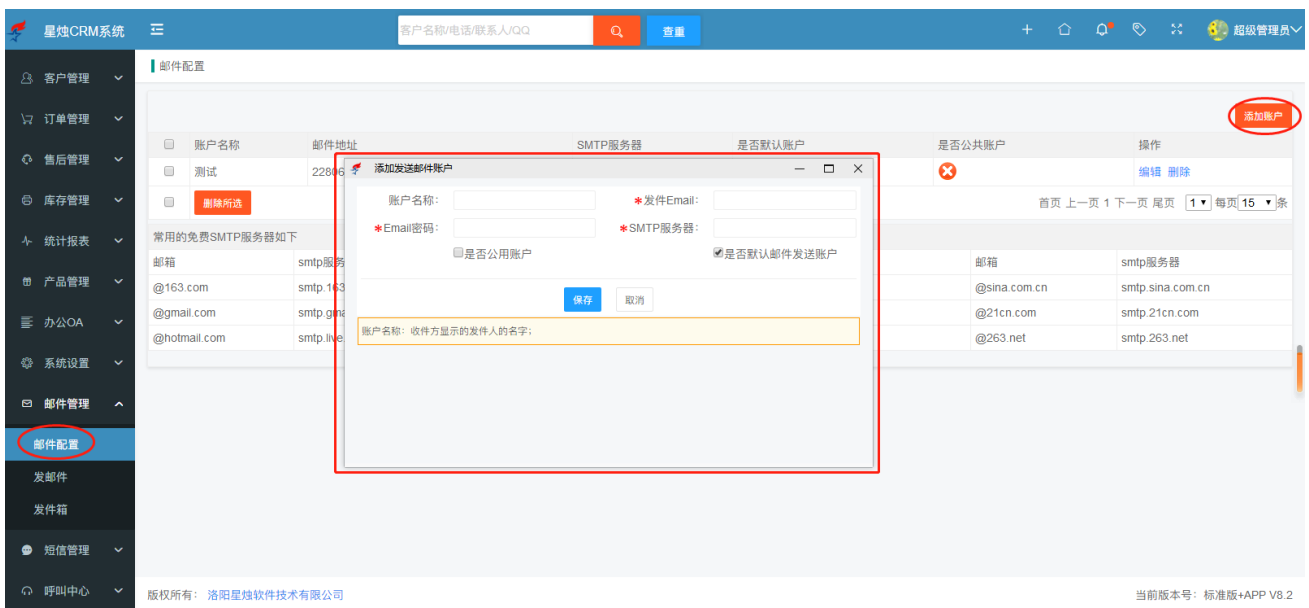 星烛CRM系统
客户名称/电话/联系人/QQ
查重
超级管理员
客户管理
订单管理
售后管理
库存管理
统计报表
产品管理
办公OA
系统设置
邮件管理
邮件配置
发邮件
发件箱
短信管理
呼叫中心
邮件配置
添加账户
账户名称 邮件地址 SMTP服务器 是否默认账户 是否公共账户 操作
测试 22806 编辑 删除
删除所选 首页 上一页 1 下一页 尾页 1 每页 15 条
常用的免费SMTP服务器如下
邮箱 smtp服务 邮箱 smtp服务器
@163.com smtp.163 @sina.com.cn smtp.sina.com.cn
@gmail.com smtp.gma @21cn.com smtp.21cn.com
@hotmail.com smtp.live. @263.net smtp.263.net
添加发送邮件账户
账户名称: *发件Email:
*Email密码: *SMTP服务器:
是否公用账户 是否默认邮件发送账户
保存 取消
账户名称: 收件方显示的发件人的名字;
版权所有: 洛阳星烛软件技术有限公司 当前版本号: 标准版+APP V8.2